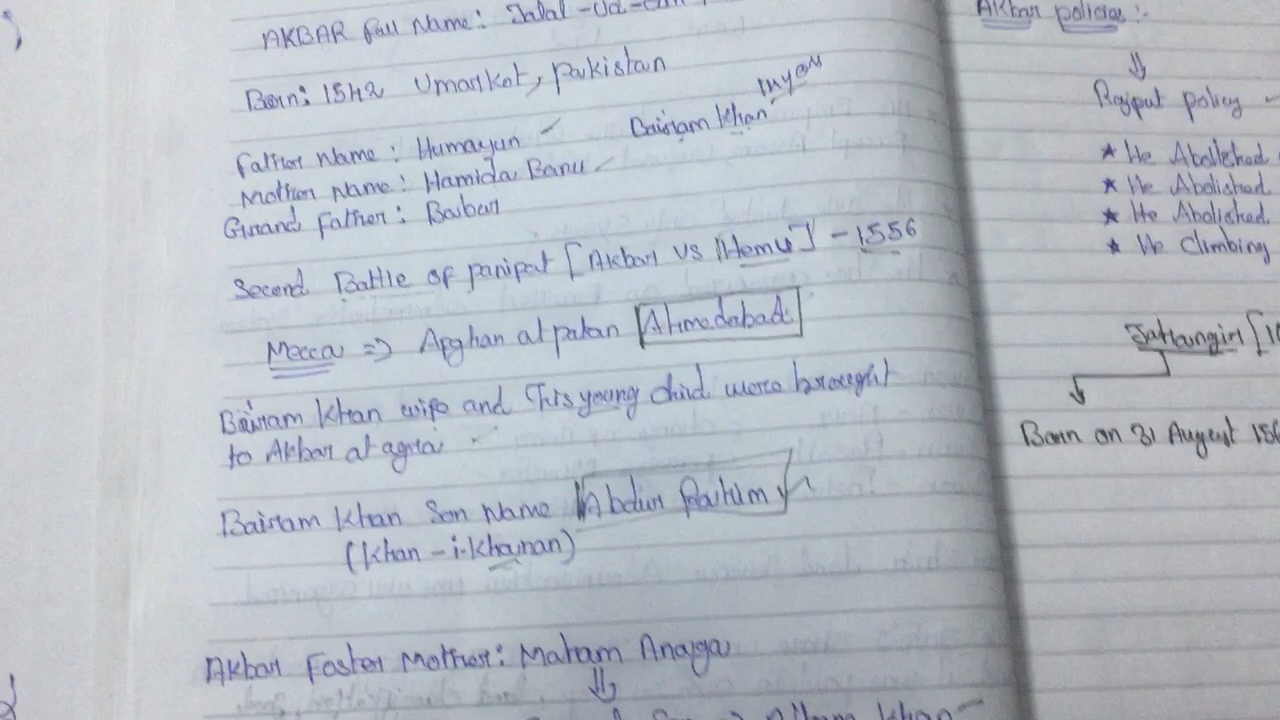 AKBAR full Name: Jalal-Ud-
Born: 1542 Umarkot, Pakistan
Father Name: Humayun
Bairam Khan
Mother Name: Hamida Banu
Grand Father: Babur
Second Battle of panipat [Akbar vs Hemu] - 1556
Mecca => Afghan at patan Ahmedabad
Bairam Khan wife and his young child were brought
to Akbar at agra
Bairam Khan Son Name Abdur Rahim
(Khan-i-Khanan)
Akbar Foster Mother: Maham Anaga
Khan
Akbar policies:-
Rajput policy
★ He Abolished
★ He Abolished
★ He Abolished
★ He Climbing
Jahangir [1
Born on 31 August 156